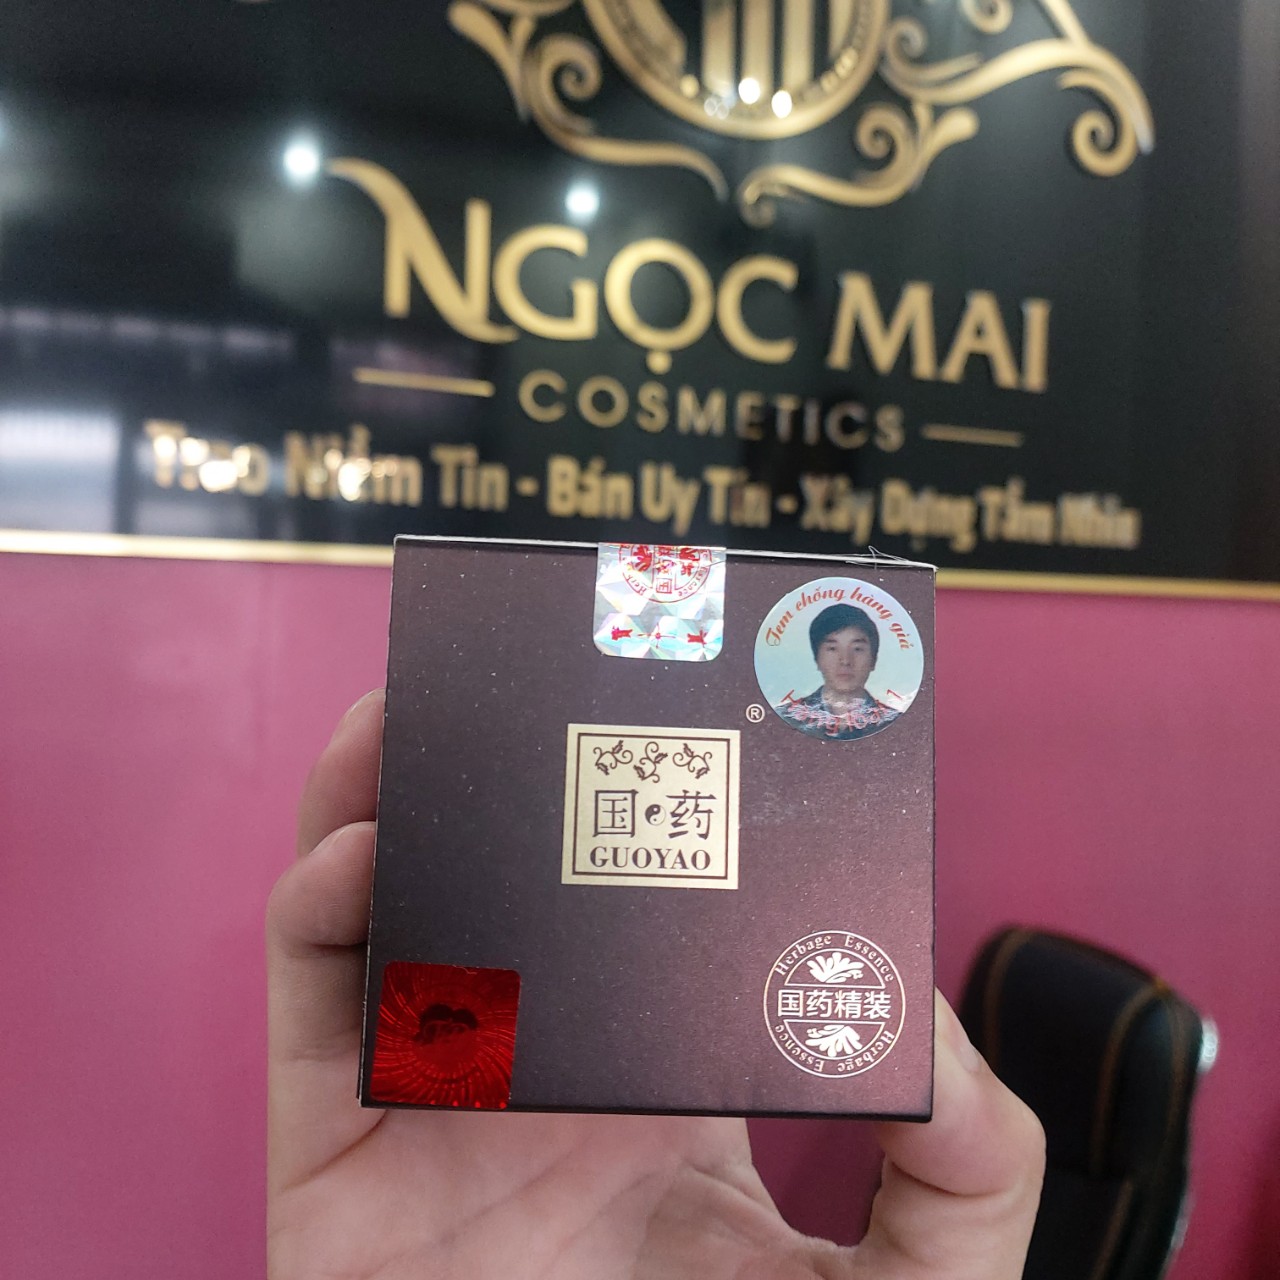 NGỌC MAI
COSMETICS
Trao Niềm Tin - Bán Uy Tín - Xây Dựng Tầm Nhìn
Tem chống hàng giả
®
国药
GUOYAO
Herbage Essence
国药精装
Herbage Essence